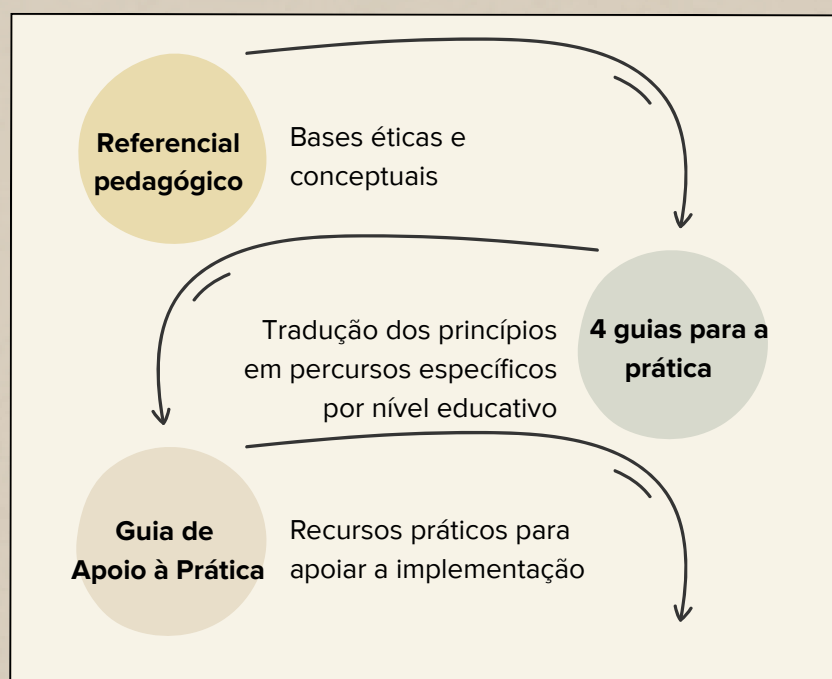 Referencial
pedagógico
Bases éticas e
conceptuais
4 guias para a
prática
Tradução dos princípios
em percursos específicos
por nível educativo
Guia de
Apoio à Prática
Recursos práticos para
apoiar a implementação